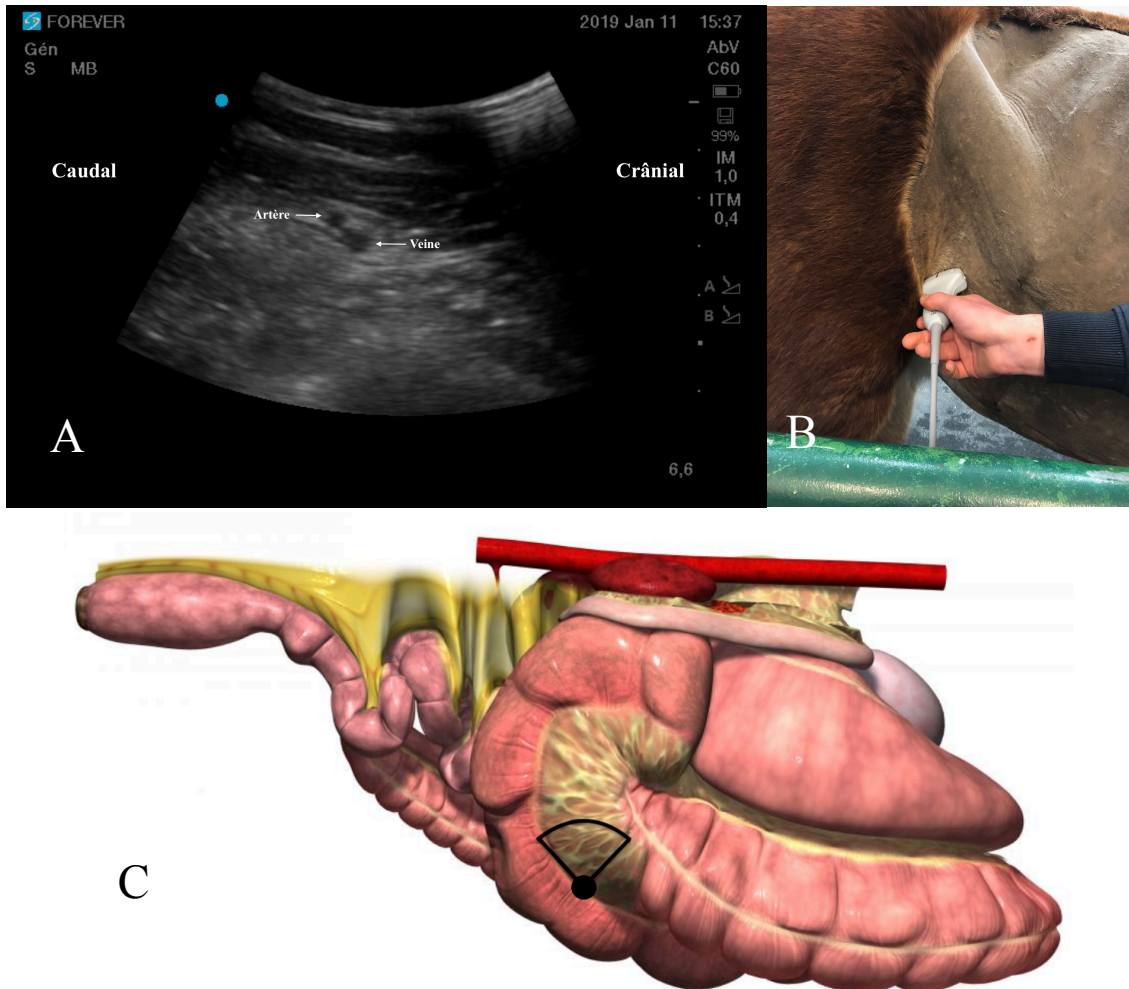 FOREVER
2019 Jan 11 15:37
Gén
S MB
AbV
C60
99%
IM
1,0
ITM
0,4
Caudal
Crânial
Artère
Veine
A
B
6,6
A
B
C